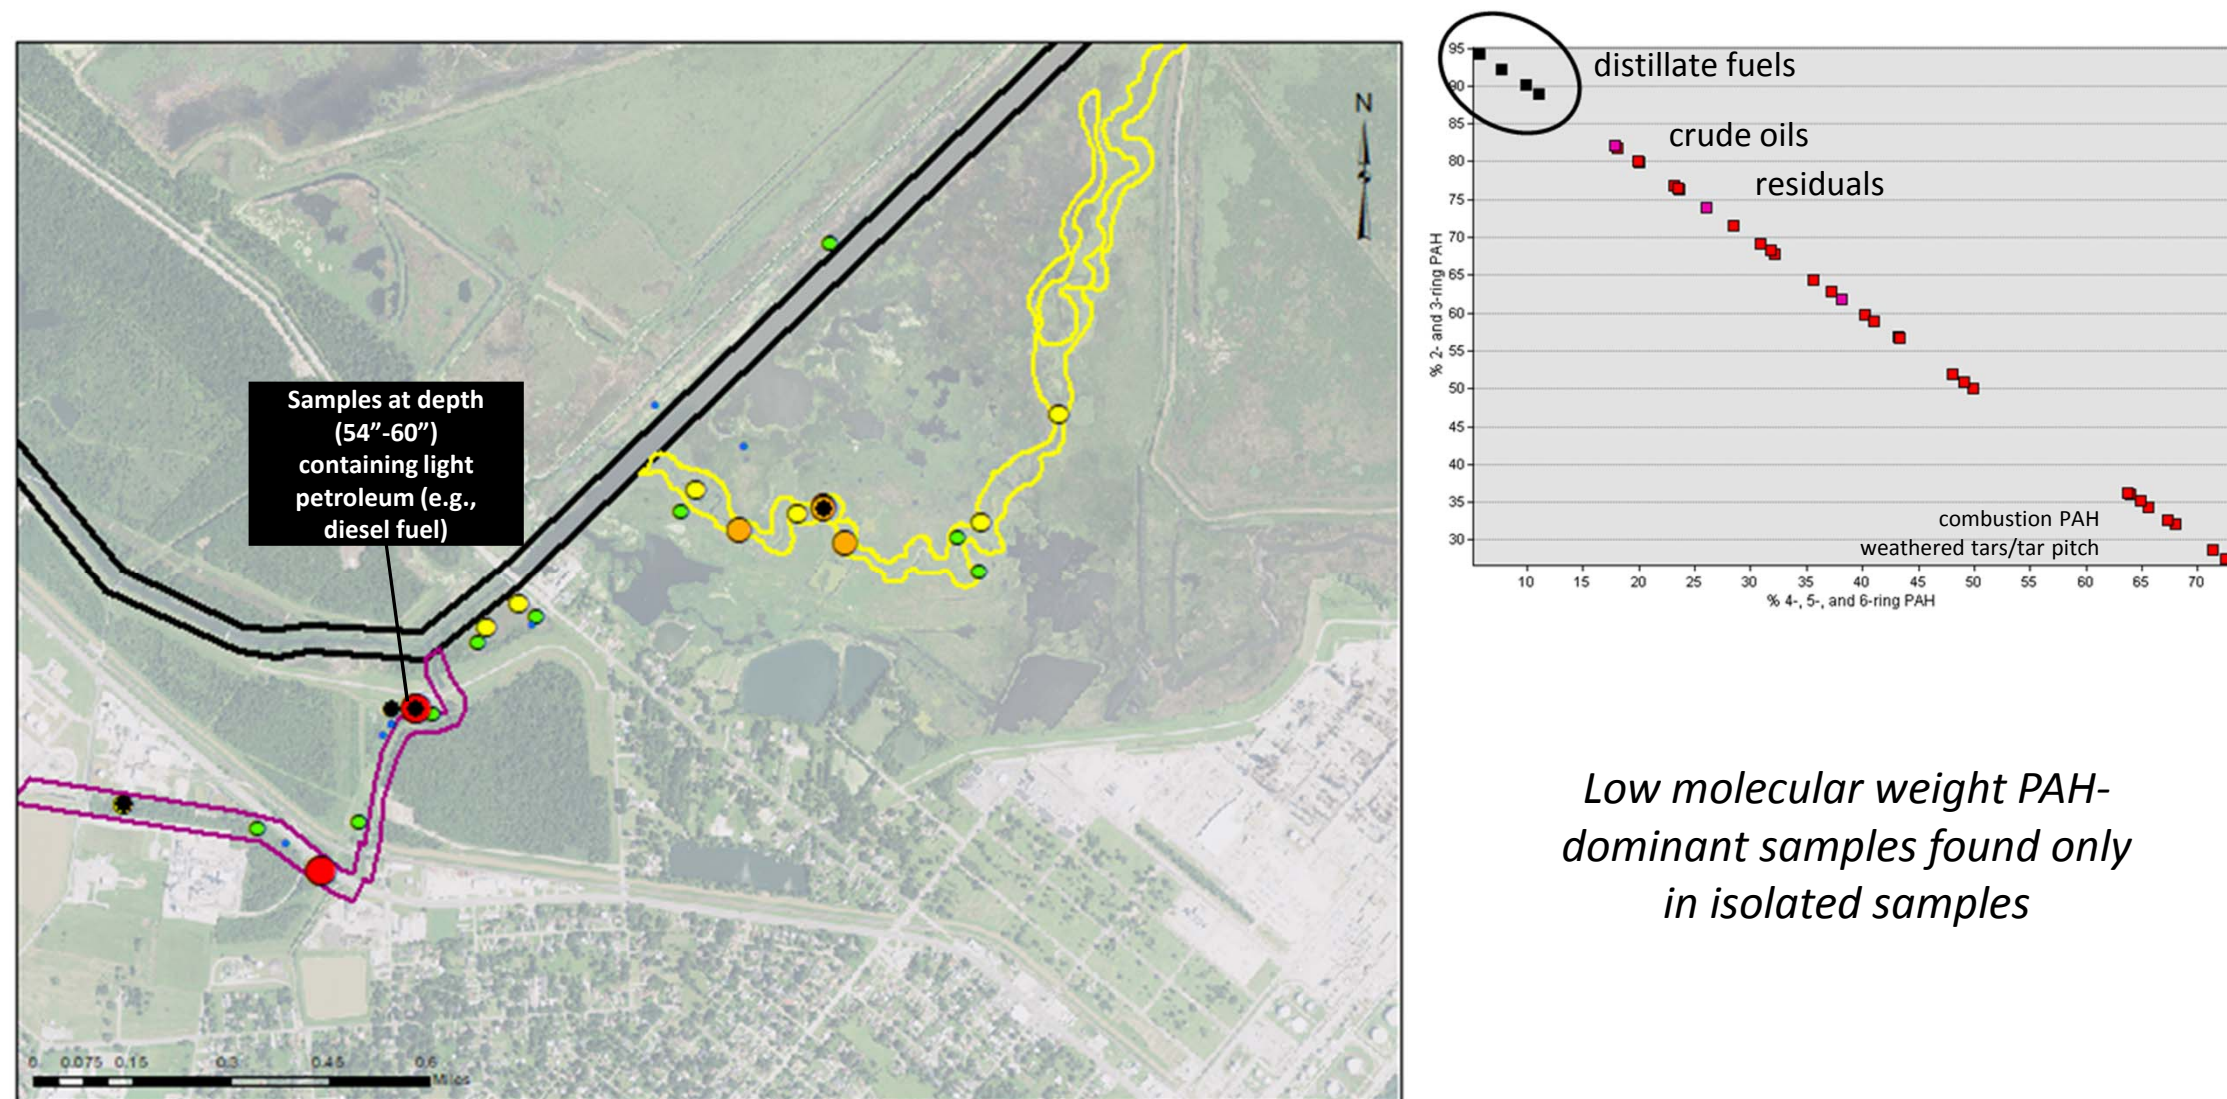 N
Samples at depth
(54”-60”)
containing light
petroleum (e.g.,
diesel fuel)
0 0.075 0.15 0.3 0.45 0.6
Miles
distillate fuels
crude oils
residuals
combustion PAH
weathered tars/tar pitch
% 2- and 3-ring PAH
95
90
85
80
75
70
65
60
55
50
45
40
35
30
10 15 20 25 30 35 40 45 50 55 60 65 70
% 4-, 5-, and 6-ring PAH
Low molecular weight PAH-
dominant samples found only
in isolated samples